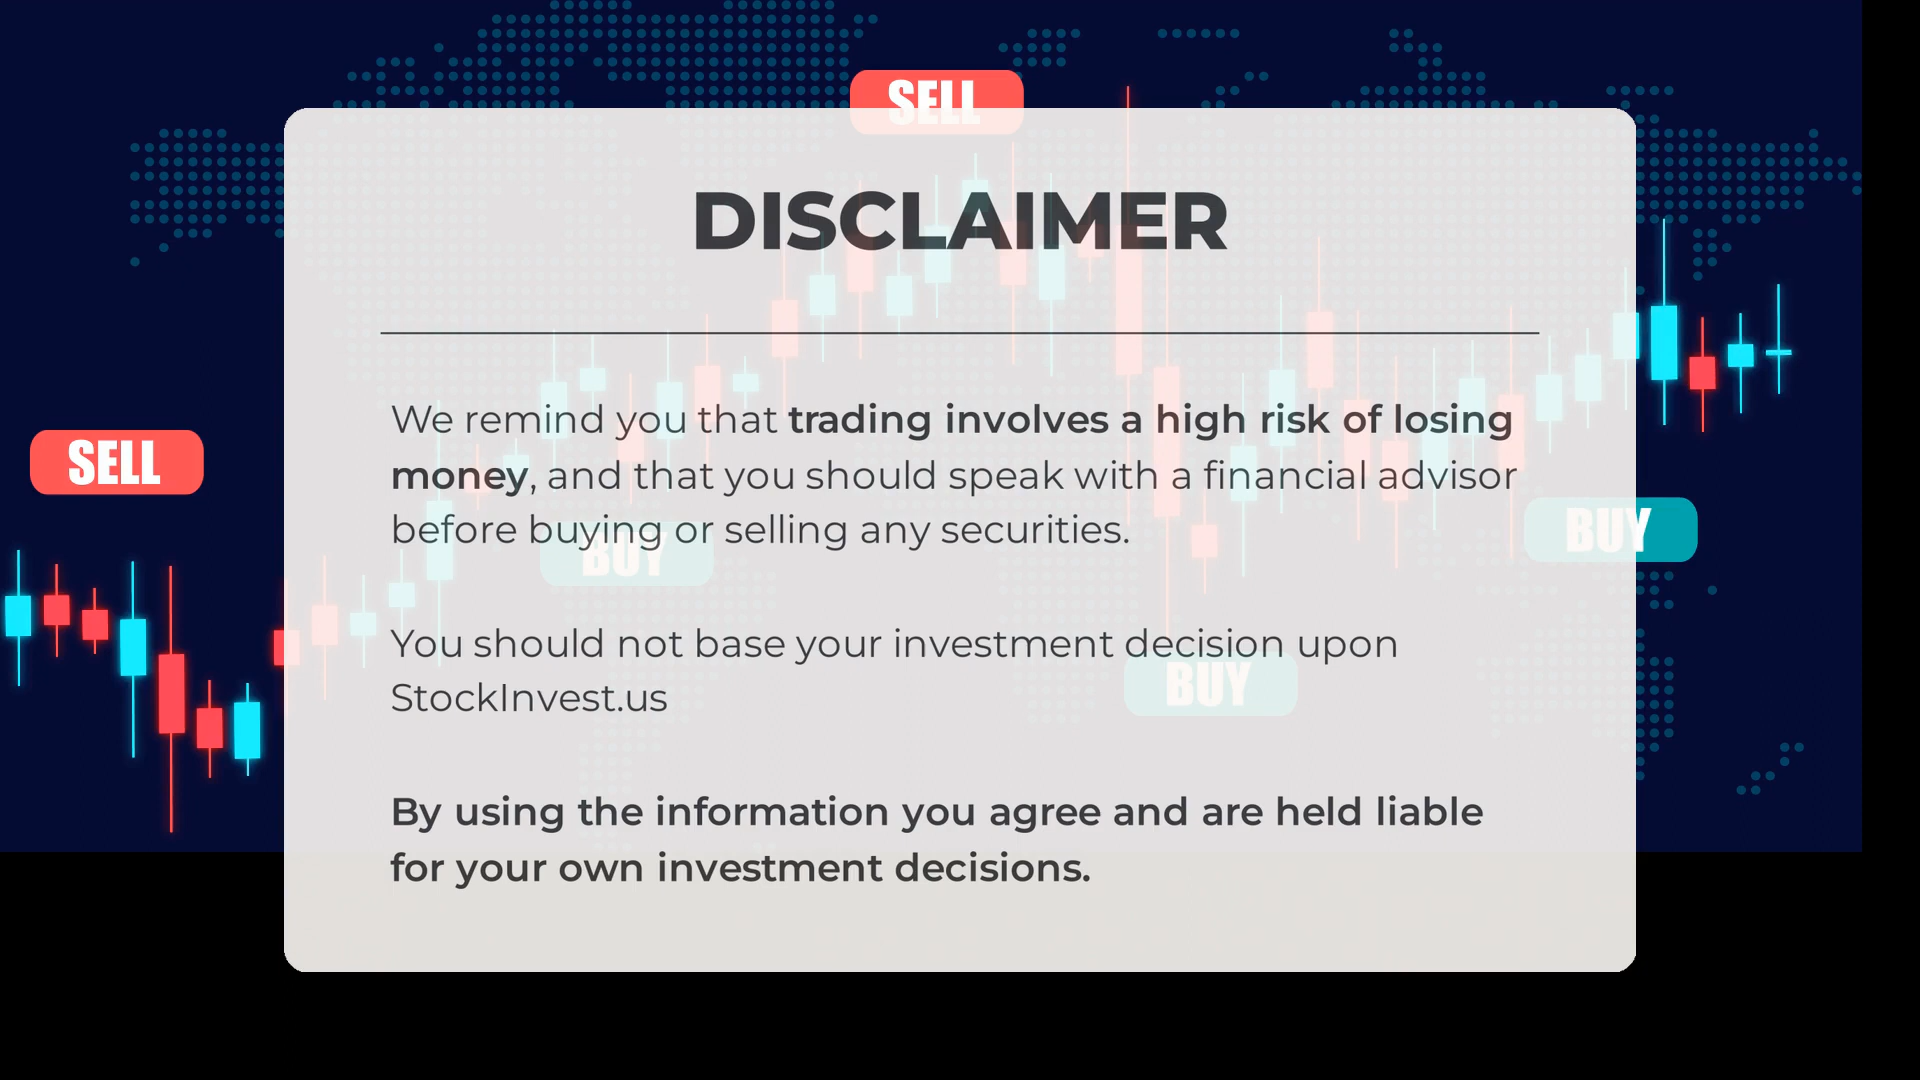 SELL
DISCLAIMER
We remind you that trading involves a high risk of losing
money, and that you should speak with a financial advisor
before buying or selling any securities.
SELL
BUY
BUY
You should not base your investment decision upon
StockInvest.us
BUY
By using the information you agree and are held liable
for your own investment decisions.